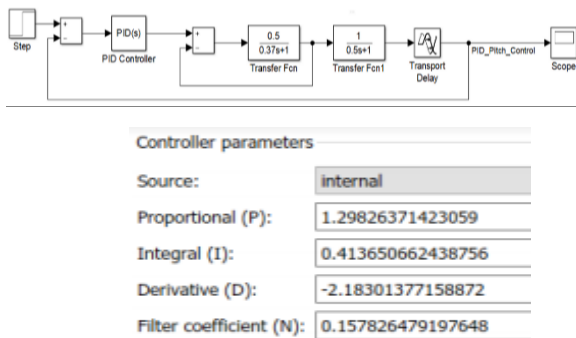 Step
+
−
PID(s)
PID Controller
+
−
0.5
0.37s+1
Transfer Fcn
1
0.5s+1
Transfer Fcn1
Transport
Delay
PID_Pitch_Control
Scope
Controller parameters
Source: internal
Proportional (P): 1.29826371423059
Integral (I): 0.413650662438756
Derivative (D): -2.18301377158872
Filter coefficient (N): 0.157826479197648